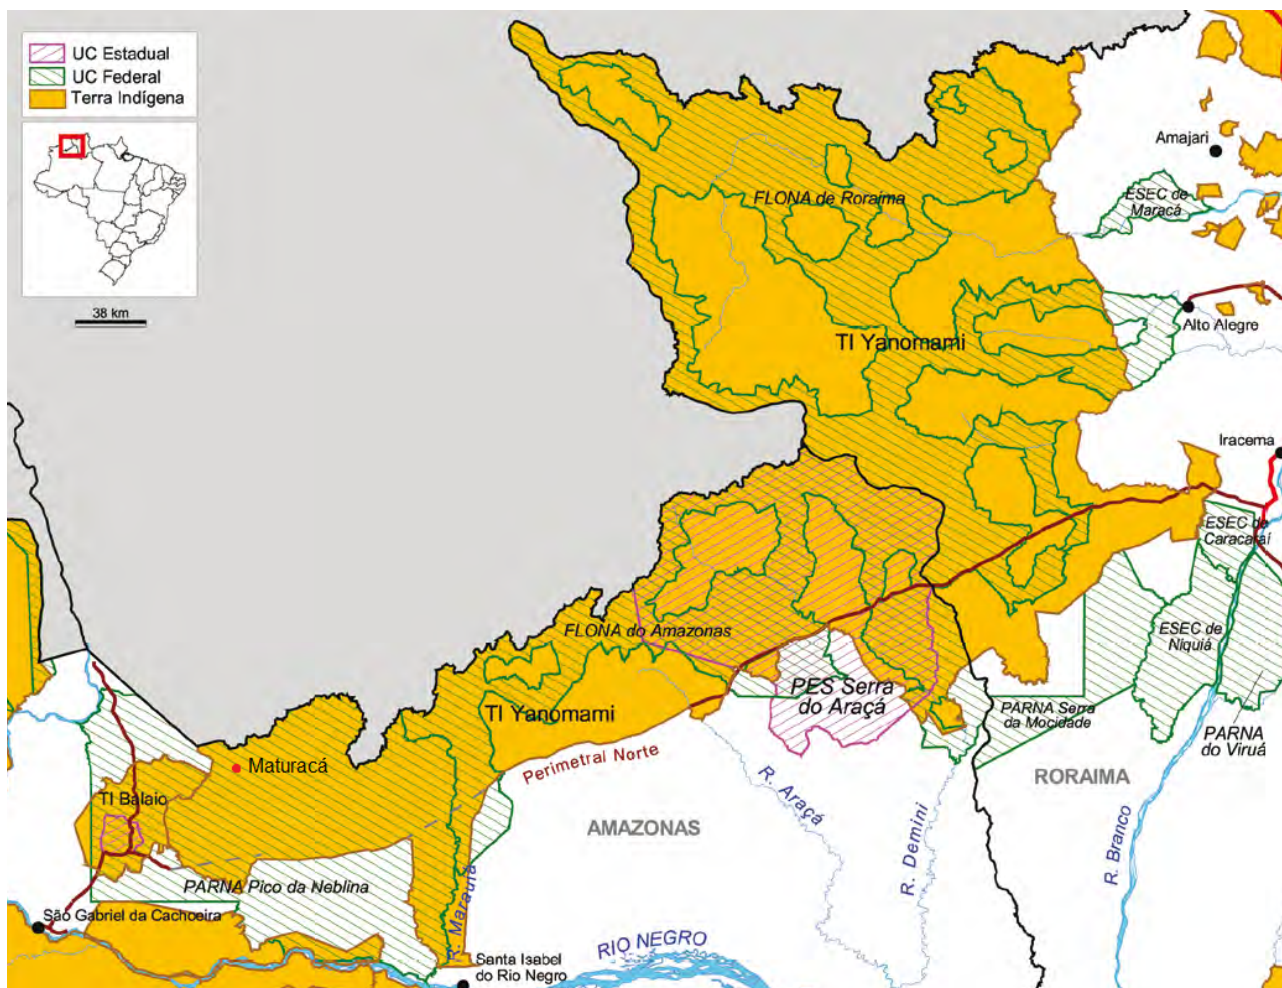 UC Estadual
UC Federal
Terra Indígena
38 km
Amajari
ESEC de
Maracá
FLONA de Roraima
Alto Alegre
TI Yanomami
Iracema
ESEC de
Caracaraí
FLONA do Amazonas
ESEC de
Niquiá
PES Serra
do Araçá
TI Yanomami
PARNA Serra
da Mocidade
PARNA
do Viruá
Maturacá
Perimetral Norte
RORAIMA
TI Balaio
R. Araçá
AMAZONAS
R. Demini
R. Branco
PARNA Pico da Neblina
R. Marauiá
São Gabriel da Cachoeira
RIO NEGRO
Santa Isabel
do Rio Negro